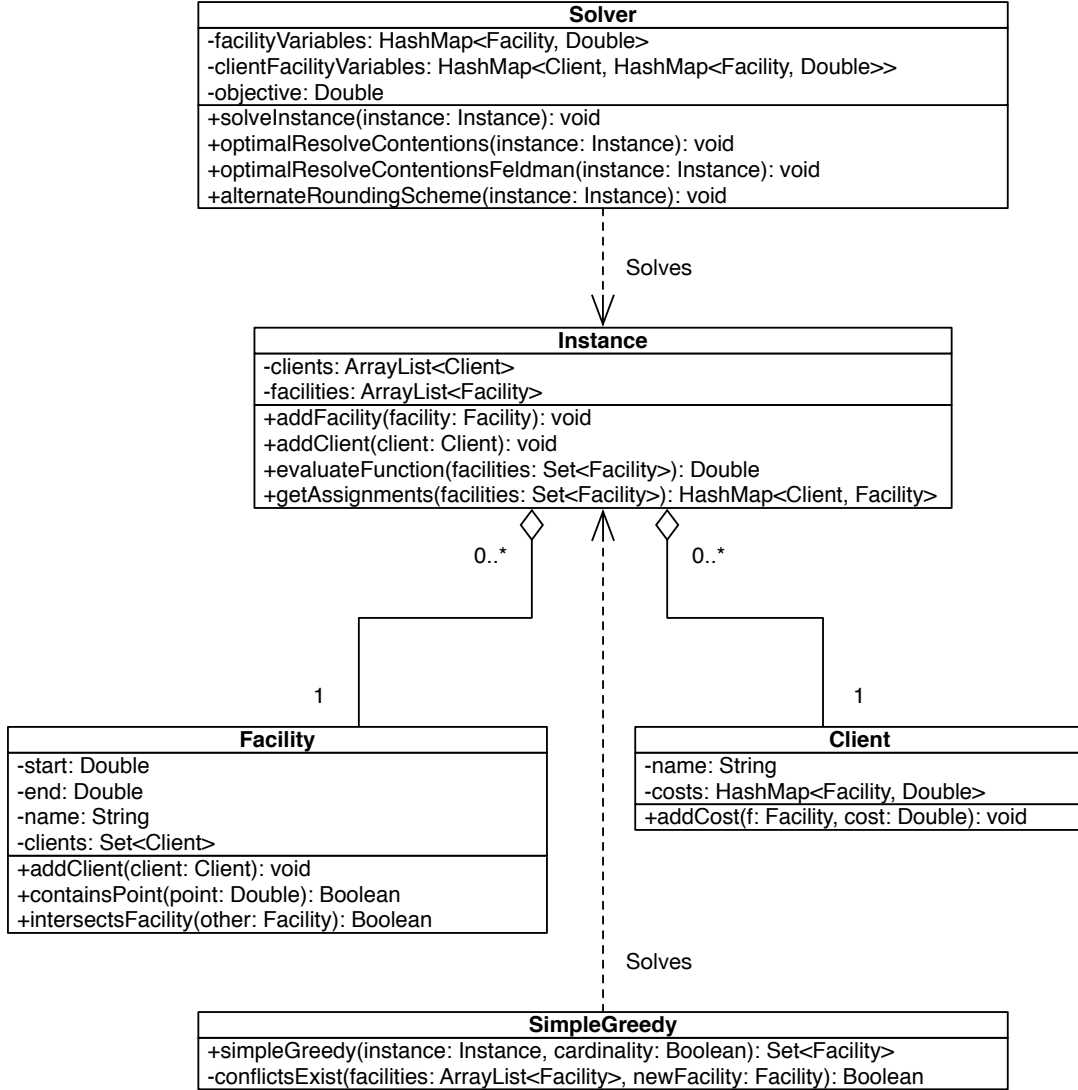 Solver
-facilityVariables: HashMap<Facility, Double>
-clientFacilityVariables: HashMap<Client, HashMap<Facility, Double>>
-objective: Double
+solveInstance(instance: Instance): void
+optimalResolveContentions(instance: Instance): void
+optimalResolveContentionsFeldman(instance: Instance): void
+alternateRoundingScheme(instance: Instance): void
Solves
Instance
-clients: ArrayList<Client>
-facilities: ArrayList<Facility>
+addFacility(facility: Facility): void
+addClient(client: Client): void
+evaluateFunction(facilities: Set<Facility>): Double
+getAssignments(facilities: Set<Facility>): HashMap<Client, Facility>
0..*
0..*
1
1
Facility
-start: Double
-end: Double
-name: String
-clients: Set<Client>
+addClient(client: Client): void
+containsPoint(point: Double): Boolean
+intersectsFacility(other: Facility): Boolean
Client
-name: String
-costs: HashMap<Facility, Double>
+addCost(f: Facility, cost: Double): void
Solves
SimpleGreedy
+simpleGreedy(instance: Instance, cardinality: Boolean): Set<Facility>
-conflictsExist(facilities: ArrayList<Facility>, newFacility: Facility): Boolean